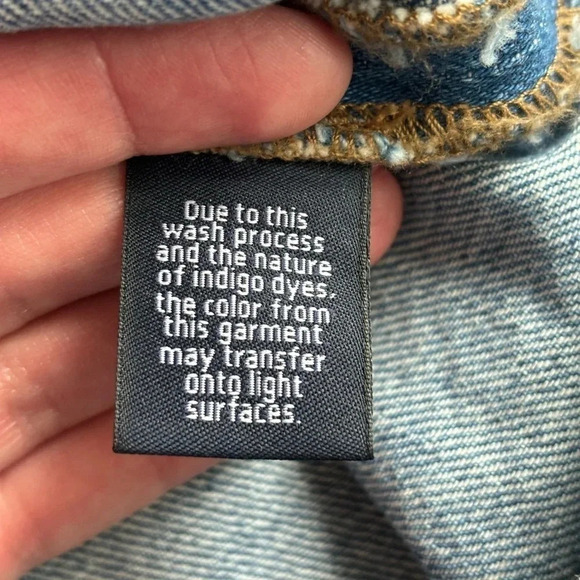 Due to this
wash process
and the nature
of indigo dyes,
the color from
this garment
may transfer
onto light
surfaces.